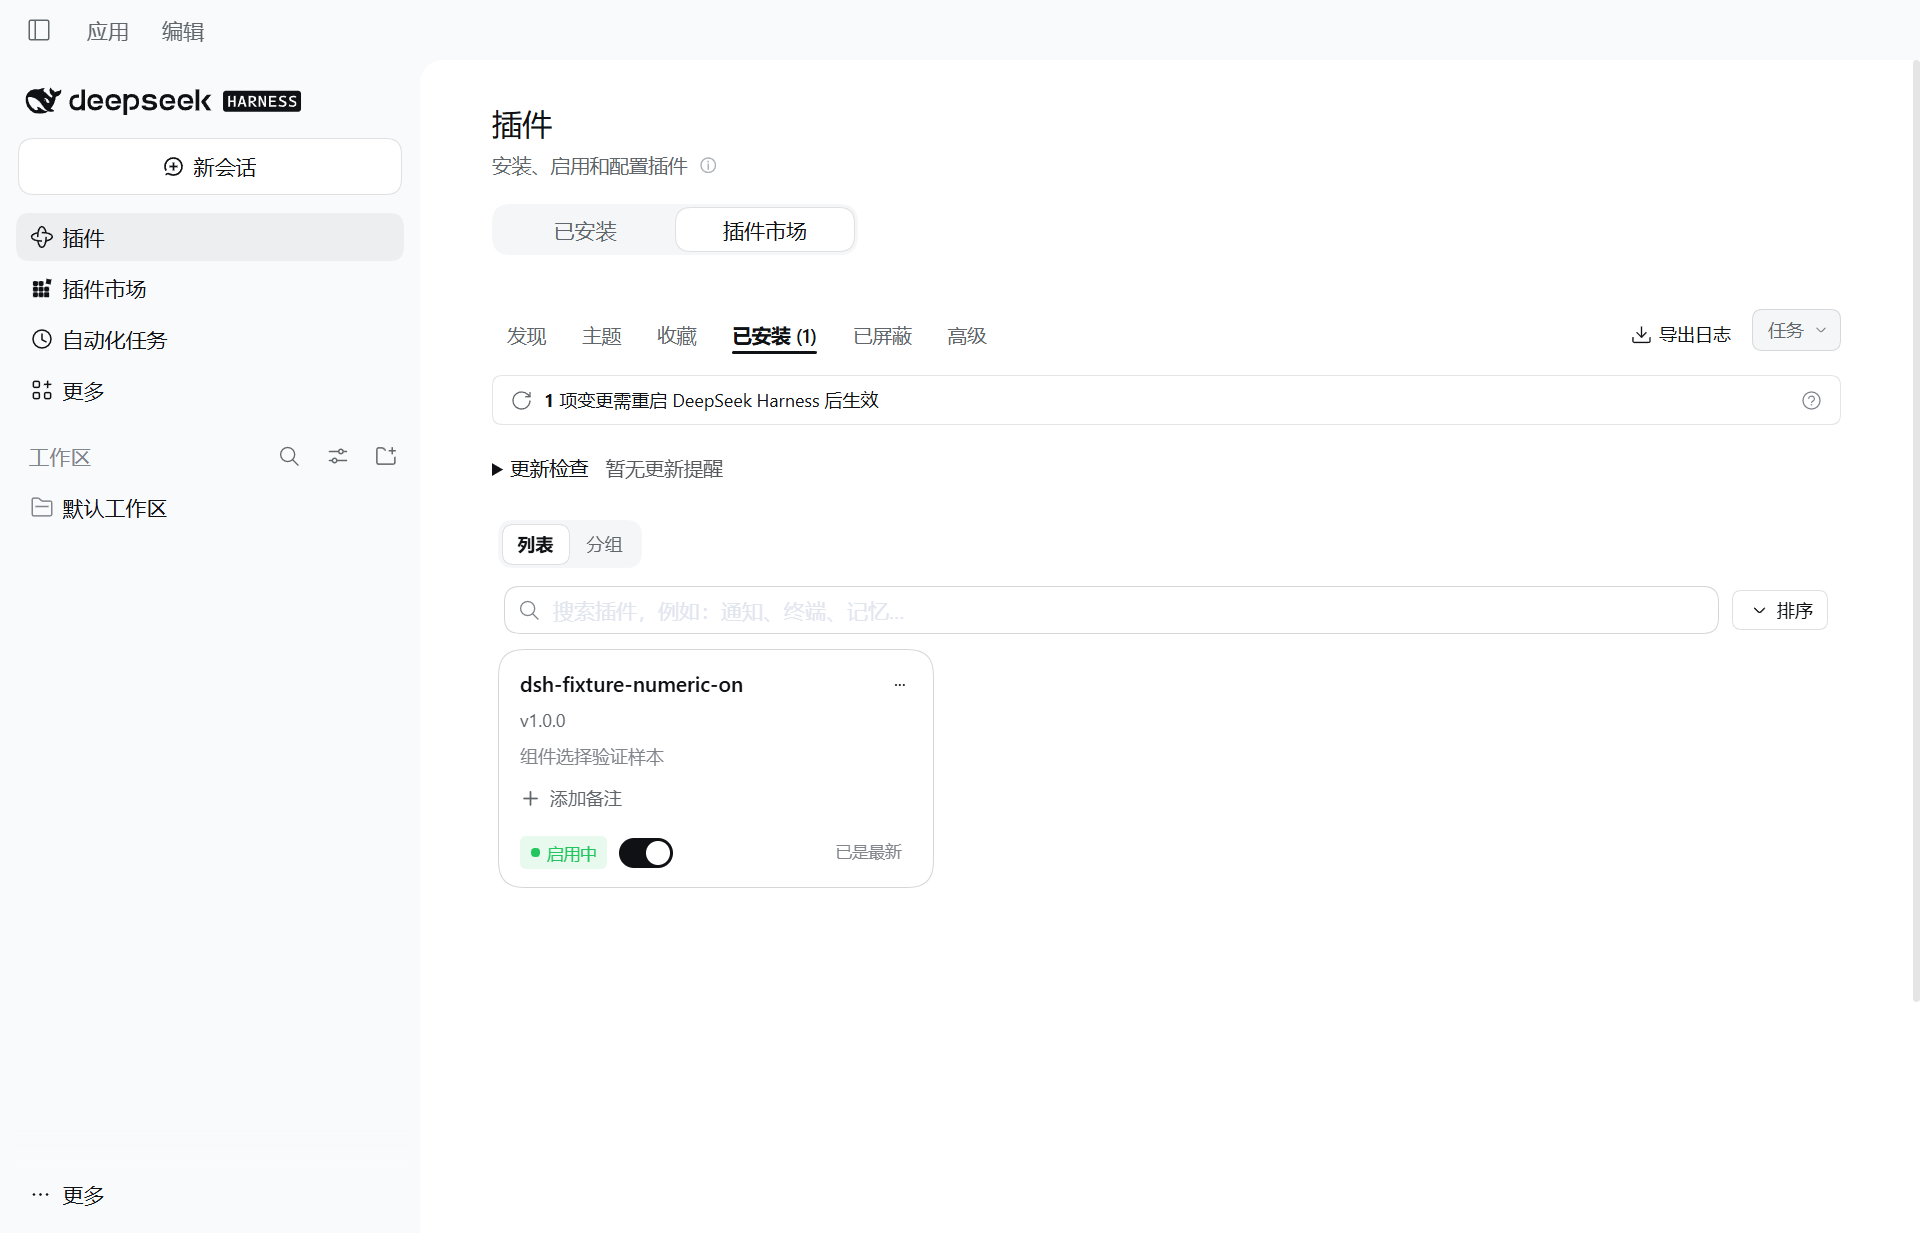 应用 编辑
deepseek HARNESS
新会话
插件
插件市场
自动化任务
更多
工作区
默认工作区
更多
插件
安装、启用和配置插件
已安装 插件市场
发现 主题 收藏 已安装 (1) 已屏蔽 高级
导出日志 任务
1 项变更需重启 DeepSeek Harness 后生效
更新检查 暂无更新提醒
列表 分组
搜索插件，例如：通知、终端、记忆...
排序
dsh-fixture-numeric-on
v1.0.0
组件选择验证样本
添加备注
启用中 已是最新